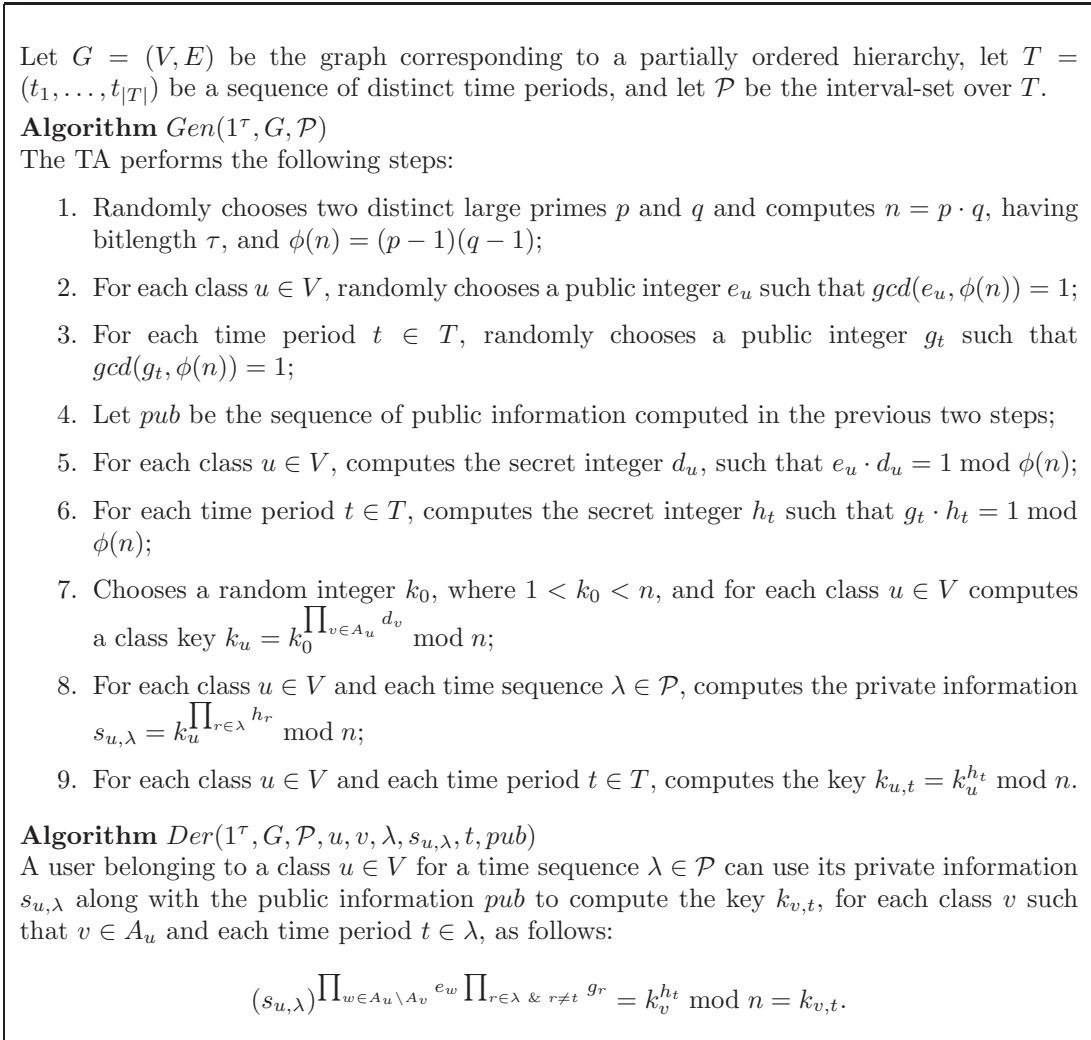 Let G = (V, E) be the graph corresponding to a partially ordered hierarchy, let T =
(t_1, . . . , t_{|T|}) be a sequence of distinct time periods, and let 𝒫 be the interval-set over T.
Algorithm Gen(1^τ, G, 𝒫)
The TA performs the following steps:
1. Randomly chooses two distinct large primes p and q and computes n = p · q, having
bitlength τ, and ϕ(n) = (p − 1)(q − 1);
2. For each class u ∈ V, randomly chooses a public integer e_u such that gcd(e_u, ϕ(n)) = 1;
3. For each time period t ∈ T, randomly chooses a public integer g_t such that
gcd(g_t, ϕ(n)) = 1;
4. Let pub be the sequence of public information computed in the previous two steps;
5. For each class u ∈ V, computes the secret integer d_u, such that e_u · d_u = 1 mod ϕ(n);
6. For each time period t ∈ T, computes the secret integer h_t such that g_t · h_t = 1 mod
ϕ(n);
7. Chooses a random integer k_0, where 1 < k_0 < n, and for each class u ∈ V computes
a class key k_u = k_0^{∏_{v∈A_u} d_v} mod n;
8. For each class u ∈ V and each time sequence λ ∈ 𝒫, computes the private information
s_{u,λ} = k_u^{∏_{r∈λ} h_r} mod n;
9. For each class u ∈ V and each time period t ∈ T, computes the key k_{u,t} = k_u^{h_t} mod n.
Algorithm Der(1^τ, G, 𝒫, u, v, λ, s_{u,λ}, t, pub)
A user belonging to a class u ∈ V for a time sequence λ ∈ 𝒫 can use its private information
s_{u,λ} along with the public information pub to compute the key k_{v,t}, for each class v such
that v ∈ A_u and each time period t ∈ λ, as follows:
(s_{u,λ})^{∏_{w∈A_u\A_v} e_w ∏_{r∈λ & r≠t} g_r} = k_v^{h_t} mod n = k_{v,t}.